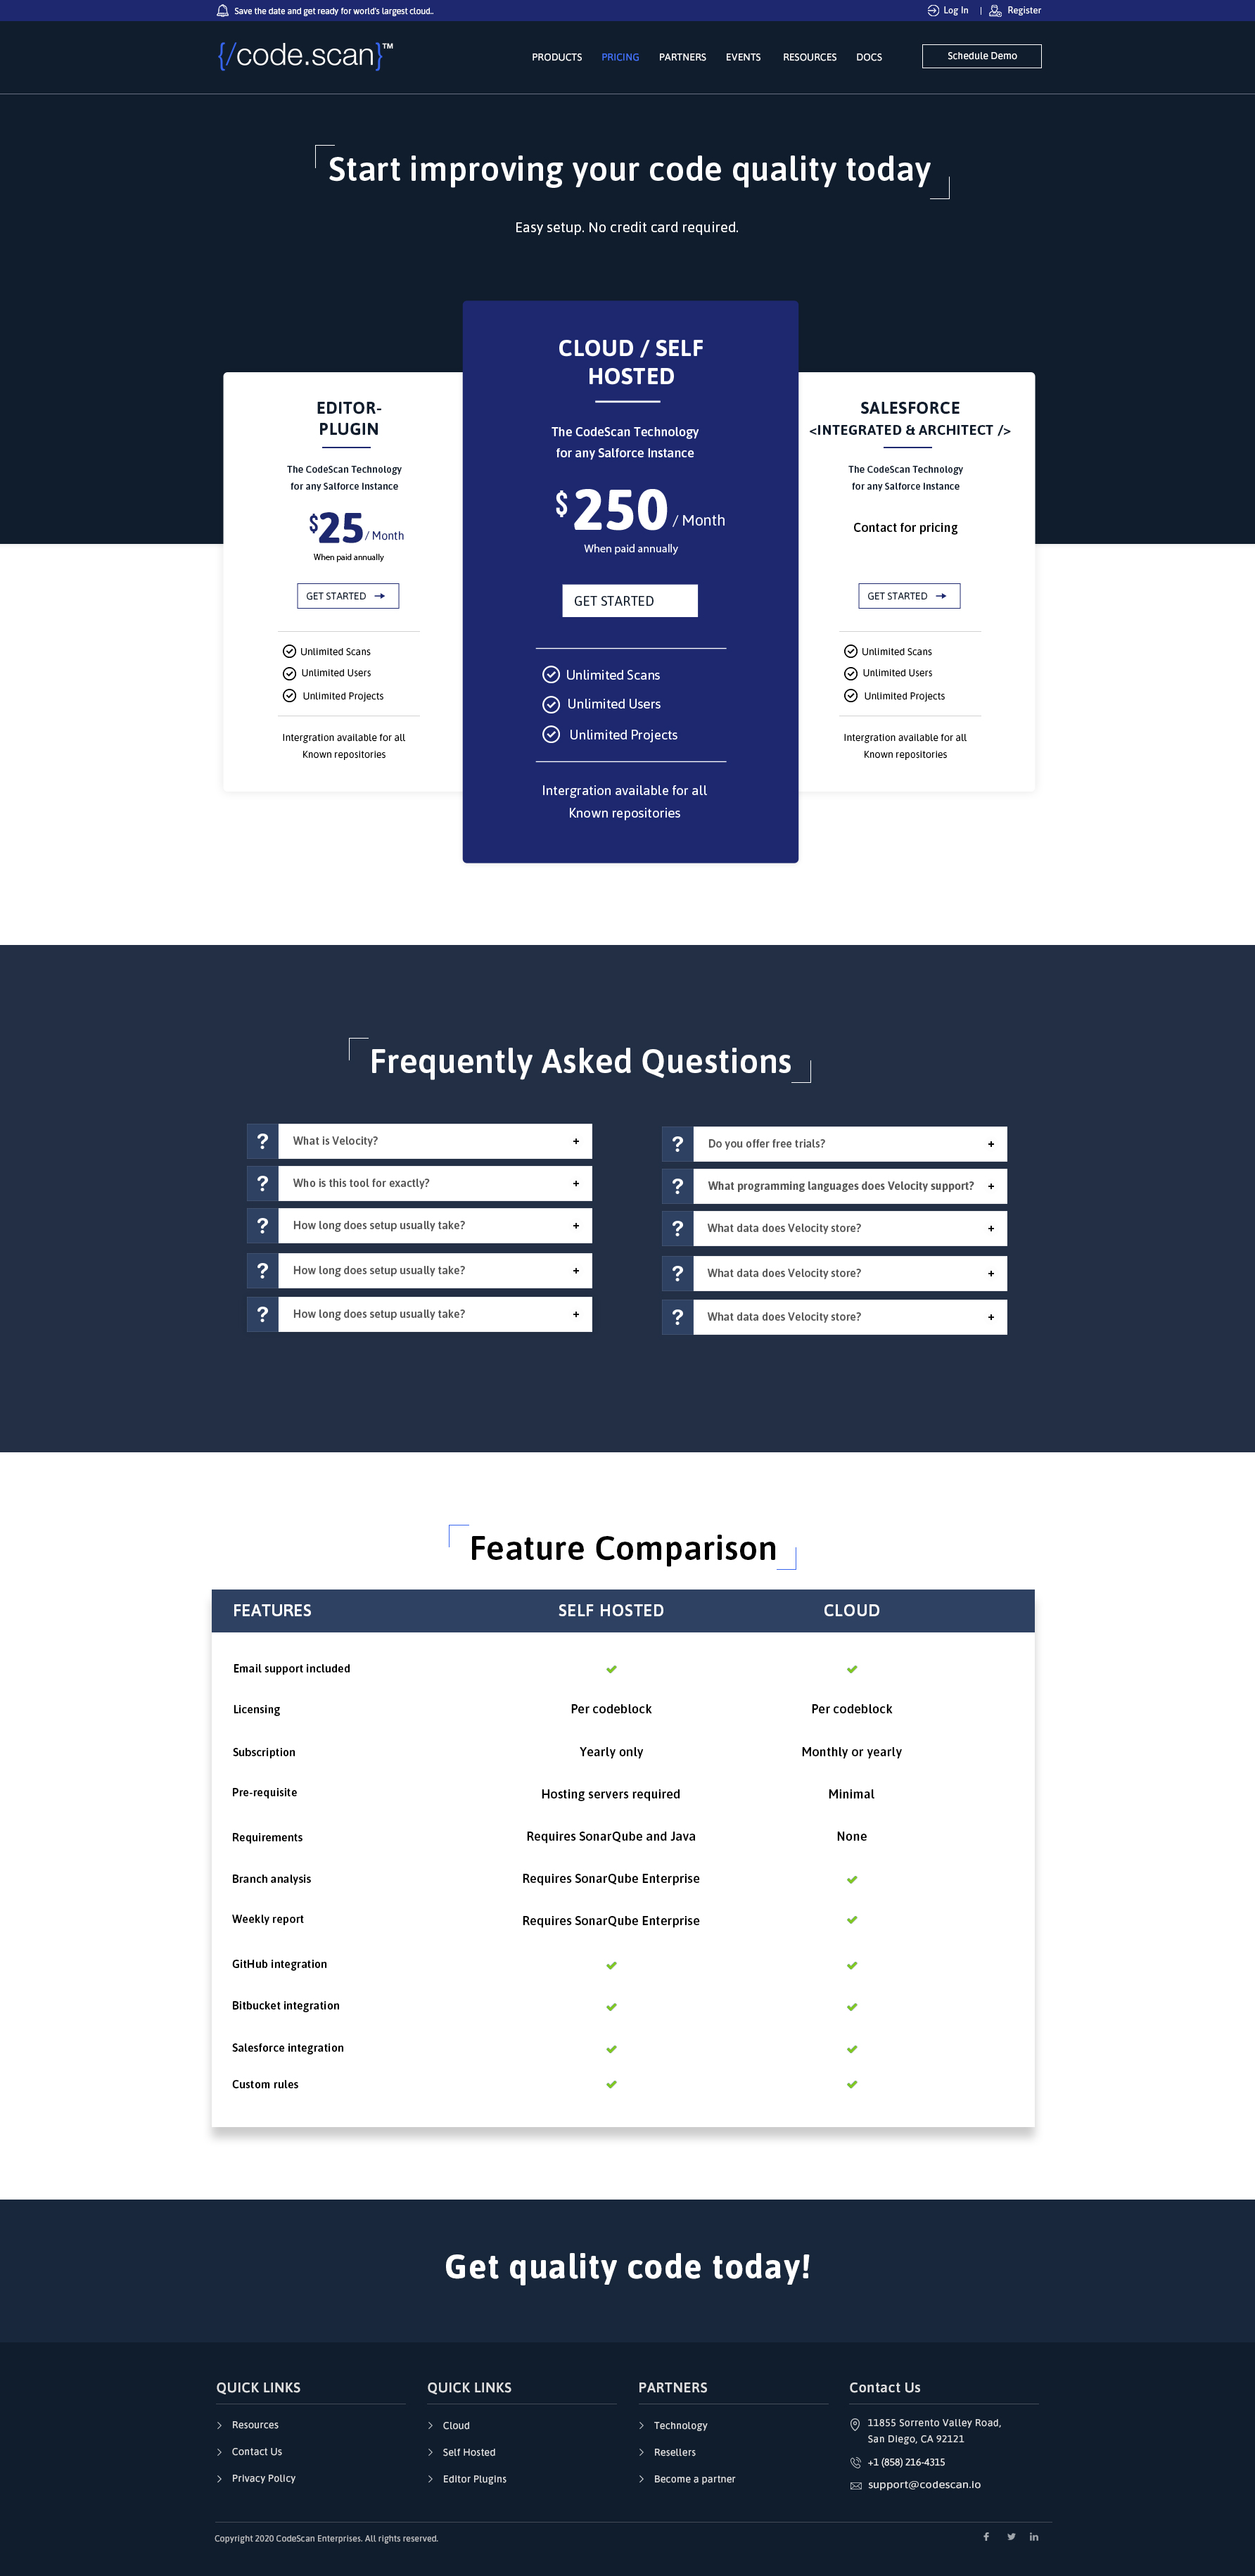 Save the date and get ready for world's largest cloud..
Log In | Register
{/code.scan}™
PRODUCTS PRICING PARTNERS EVENTS RESOURCES DOCS Schedule Demo
Start improving your code quality today
Easy setup. No credit card required.
EDITOR-
PLUGIN
The CodeScan Technology
for any Salforce Instance
$25 / Month
When paid annually
GET STARTED
Unlimited Scans
Unlimited Users
Unlimited Projects
Intergration available for all
Known repositories
CLOUD / SELF
HOSTED
The CodeScan Technology
for any Salforce Instance
$250 / Month
When paid annually
GET STARTED
Unlimited Scans
Unlimited Users
Unlimited Projects
Intergration available for all
Known repositories
SALESFORCE
<INTEGRATED & ARCHITECT />
The CodeScan Technology
for any Salforce Instance
Contact for pricing
GET STARTED
Unlimited Scans
Unlimited Users
Unlimited Projects
Intergration available for all
Known repositories
Frequently Asked Questions
? What is Velocity? +
? Who is this tool for exactly? +
? How long does setup usually take? +
? How long does setup usually take? +
? How long does setup usually take? +
? Do you offer free trials? +
? What programming languages does Velocity support? +
? What data does Velocity store? +
? What data does Velocity store? +
? What data does Velocity store? +
Feature Comparison
FEATURES SELF HOSTED CLOUD
Email support included
Licensing Per codeblock Per codeblock
Subscription Yearly only Monthly or yearly
Pre-requisite Hosting servers required Minimal
Requirements Requires SonarQube and Java None
Branch analysis Requires SonarQube Enterprise
Weekly report Requires SonarQube Enterprise
GitHub integration
Bitbucket integration
Salesforce integration
Custom rules
Get quality code today!
QUICK LINKS
Resources
Contact Us
Privacy Policy
QUICK LINKS
Cloud
Self Hosted
Editor Plugins
PARTNERS
Technology
Resellers
Become a partner
Contact Us
11855 Sorrento Valley Road,
San Diego, CA 92121
+1 (858) 216-4315
support@codescan.io
Copyright 2020 CodeScan Enterprises. All rights reserved.